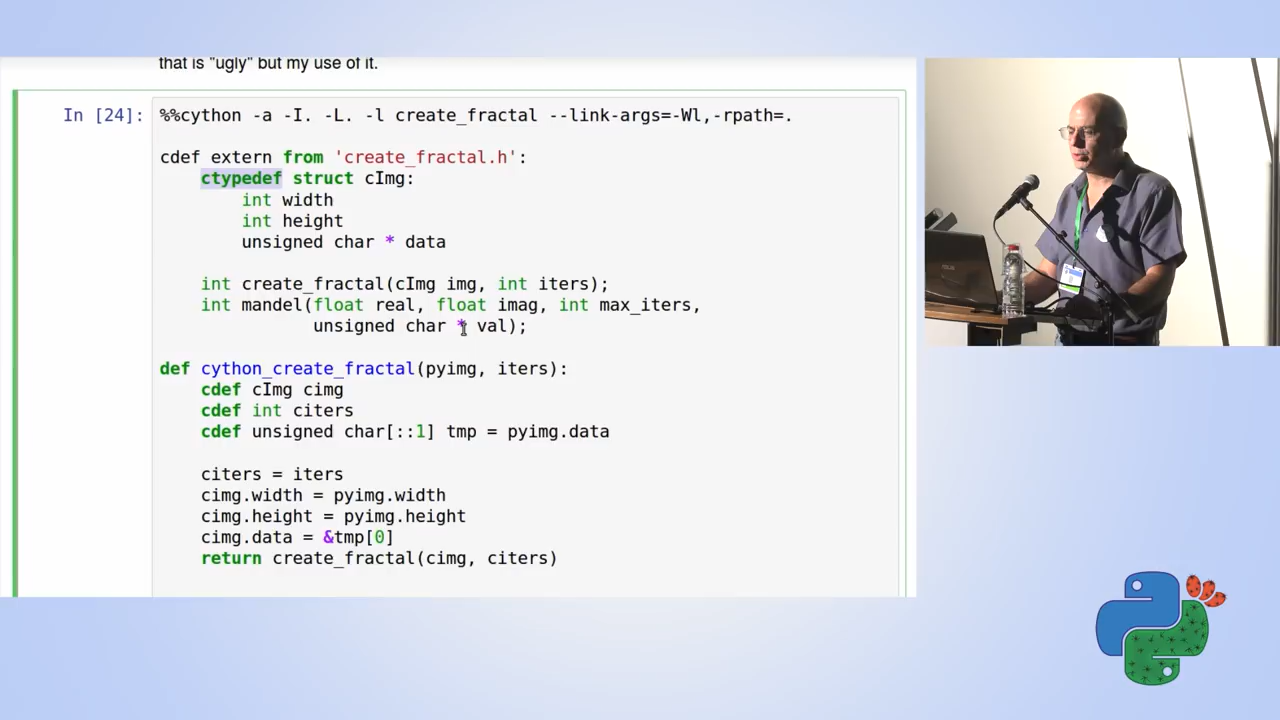 that is "ugly" but my use of it.
In [24]:
%%cython -a -I. -L. -l create_fractal --link-args=-Wl,-rpath=.
cdef extern from 'create_fractal.h':
ctypedef struct cImg:
int width
int height
unsigned char * data
int create_fractal(cImg img, int iters);
int mandel(float real, float imag, int max_iters,
unsigned char * val);
def cython_create_fractal(pyimg, iters):
cdef cImg cimg
cdef int citers
cdef unsigned char[::1] tmp = pyimg.data
citers = iters
cimg.width = pyimg.width
cimg.height = pyimg.height
cimg.data = &tmp[0]
return create_fractal(cimg, citers)